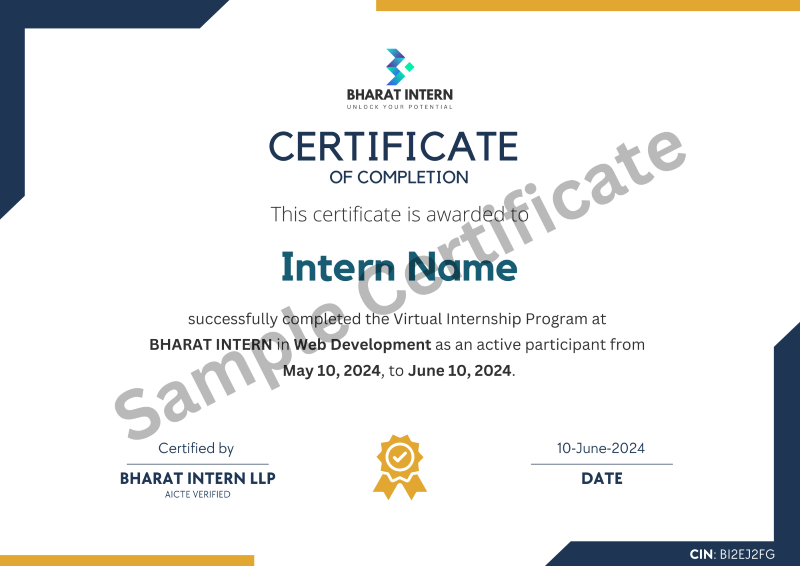 BHARAT INTERN
UNLOCK YOUR POTENTIAL
CERTIFICATE
OF COMPLETION
This certificate is awarded to
Intern Name
successfully completed the Virtual Internship Program at
BHARAT INTERN in Web Development as an active participant from
May 10, 2024, to June 10, 2024.
Sample Certificate
Certified by
BHARAT INTERN LLP
AICTE VERIFIED
10-June-2024
DATE
CIN: BI2EJ2FG